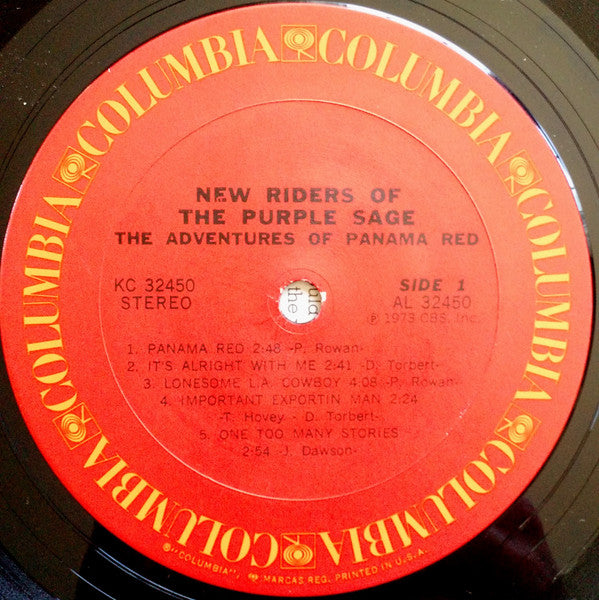 COLUMBIA COLUMBIA COLUMBIA COLUMBIA COLUMBIA COLUMBIA
NEW RIDERS OF
THE PURPLE SAGE
THE ADVENTURES OF PANAMA RED
KC 32450
STEREO
SIDE 1
AL 32450
℗ 1973 CBS, Inc.
1. PANAMA RED 2:48 -P. Rowan-
2. IT'S ALRIGHT WITH ME 2:41 -D. Torbert-
3. LONESOME L.A. COWBOY 4:08 -P. Rowan-
4. IMPORTANT EXPORTIN MAN 2:24
-T. Hovey - D. Torbert-
5. ONE TOO MANY STORIES
2:54 -J. Dawson-
the
®"COLUMBIA", MARCAS REG. PRINTED IN U.S.A.